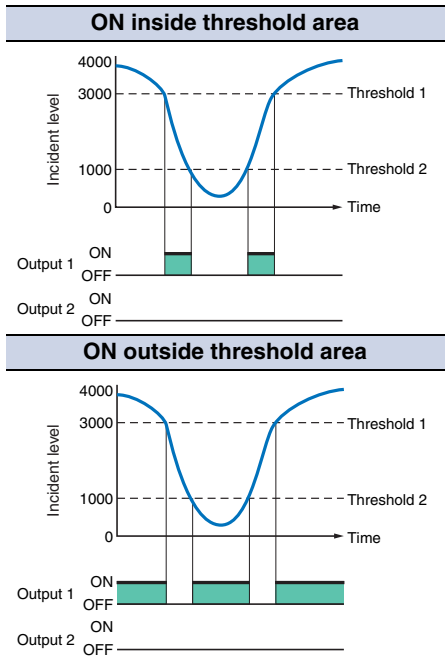 ON inside threshold area
4000
3000
1000
0
Incident level
Threshold 1
Threshold 2
Time
Output 1
ON
OFF
Output 2
ON
OFF
ON outside threshold area
4000
3000
1000
0
Incident level
Threshold 1
Threshold 2
Time
Output 1
ON
OFF
Output 2
ON
OFF